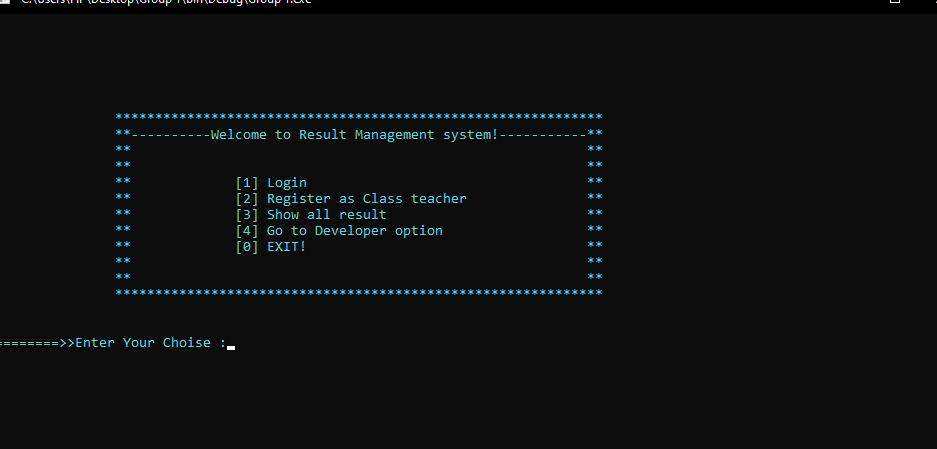 C:\Users\HP\Desktop\Group 1\bin\Debug\Group 1.exe
*************************************************************
**----------Welcome to Result Management system!-----------**
** **
** **
** [1] Login **
** [2] Register as Class teacher **
** [3] Show all result **
** [4] Go to Developer option **
** [0] EXIT! **
** **
** **
*************************************************************
========>>Enter Your Choise :